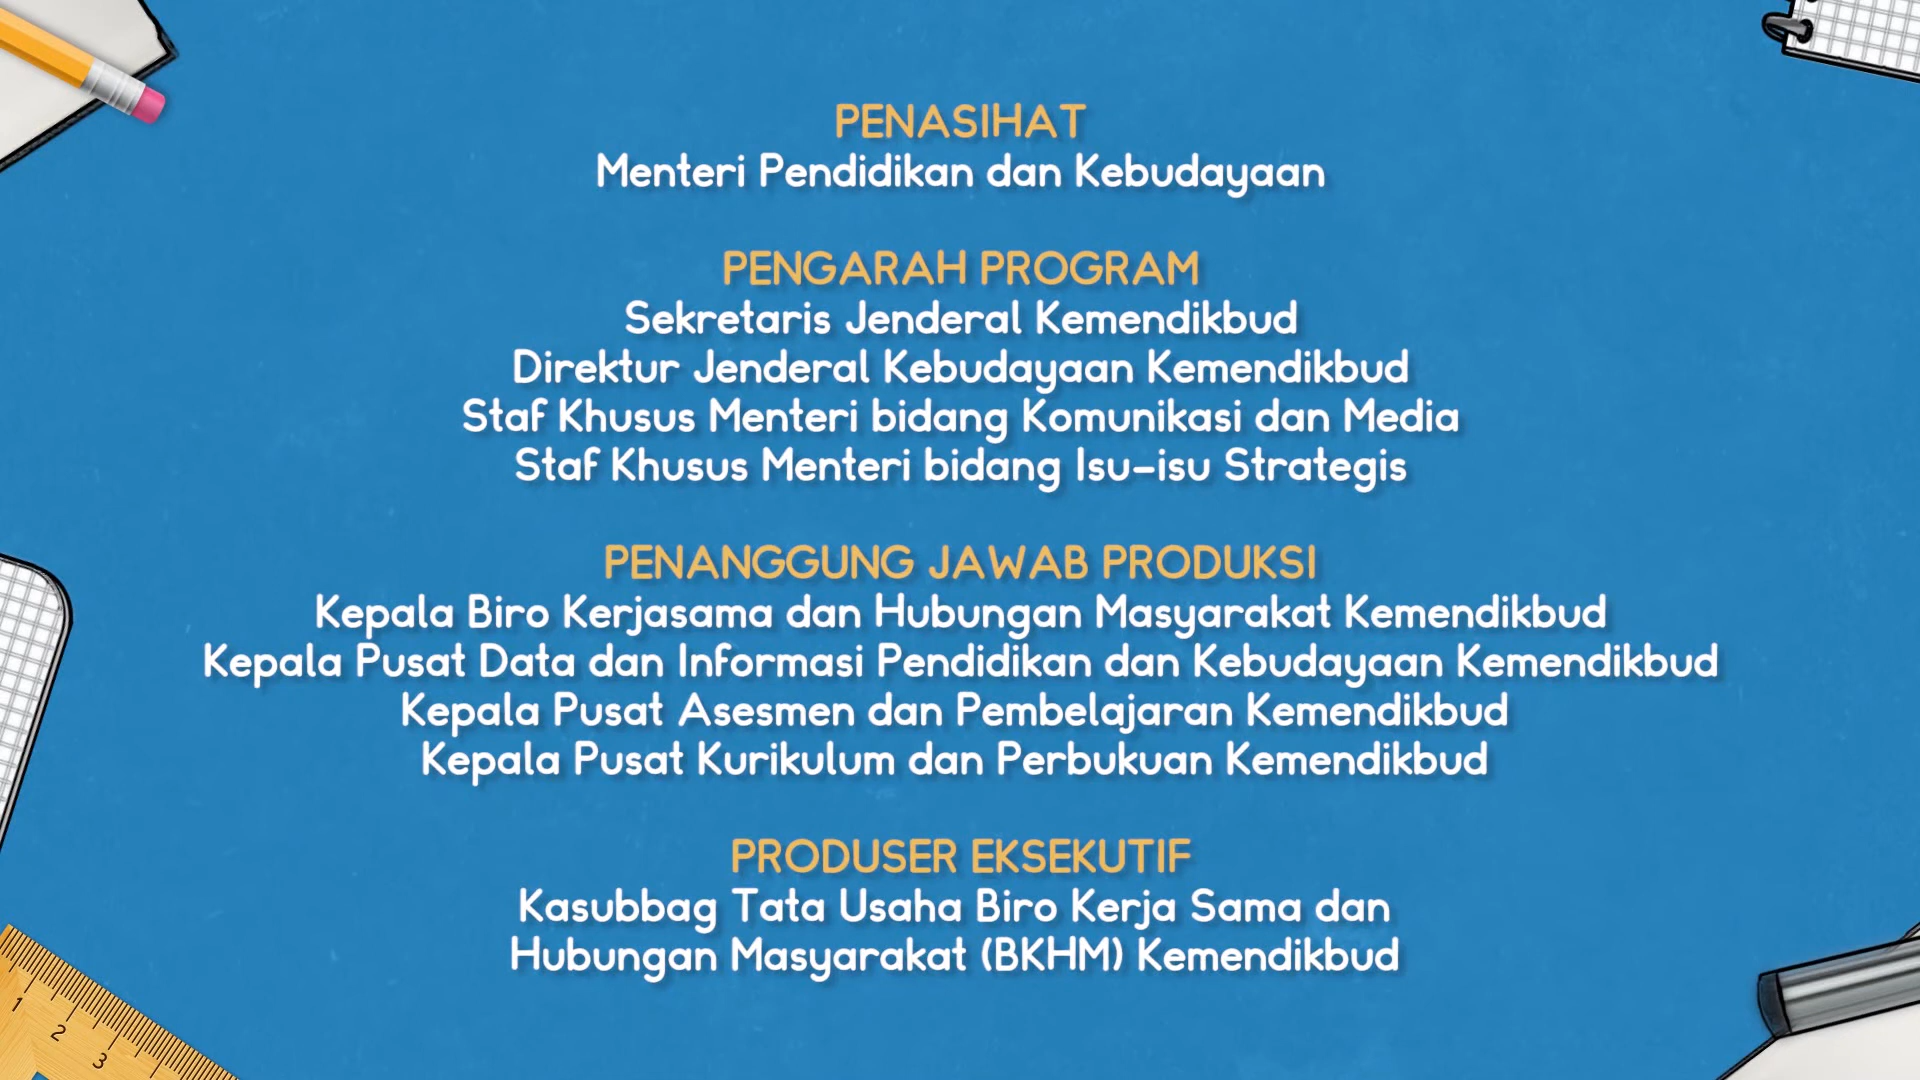 PENASIHAT
Menteri Pendidikan dan Kebudayaan
PENGARAH PROGRAM
Sekretaris Jenderal Kemendikbud
Direktur Jenderal Kebudayaan Kemendikbud
Staf Khusus Menteri bidang Komunikasi dan Media
Staf Khusus Menteri bidang Isu-isu Strategis
PENANGGUNG JAWAB PRODUKSI
Kepala Biro Kerjasama dan Hubungan Masyarakat Kemendikbud
Kepala Pusat Data dan Informasi Pendidikan dan Kebudayaan Kemendikbud
Kepala Pusat Asesmen dan Pembelajaran Kemendikbud
Kepala Pusat Kurikulum dan Perbukuan Kemendikbud
PRODUSER EKSEKUTIF
Kasubbag Tata Usaha Biro Kerja Sama dan
Hubungan Masyarakat (BKHM) Kemendikbud
1
2
3